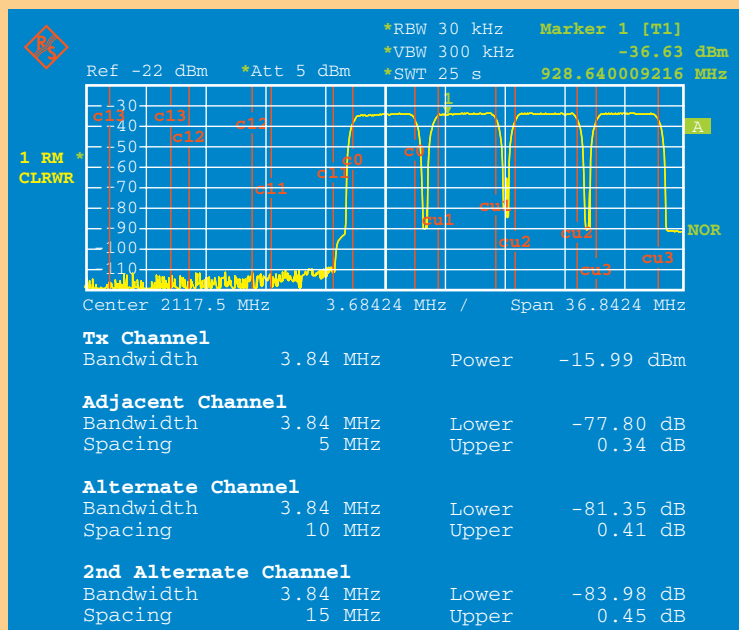 *RBW 30 kHz Marker 1 [T1]
*VBW 300 kHz -36.63 dBm
Ref -22 dBm *Att 5 dBm *SWT 25 s 928.640009216 MHz
1
-30
c13 c13
-40 c12 A
c12
-50
1 RM * c0 c0
CLRWR -60 c11
-70 c11
-80 cu1
cu1
-90 cu2 NOR
cu2
-100 cu3
-110 cu3
Center 2117.5 MHz 3.68424 MHz / Span 36.8424 MHz
Tx Channel
Bandwidth 3.84 MHz Power -15.99 dBm
Adjacent Channel
Bandwidth 3.84 MHz Lower -77.80 dB
Spacing 5 MHz Upper 0.34 dB
Alternate Channel
Bandwidth 3.84 MHz Lower -81.35 dB
Spacing 10 MHz Upper 0.41 dB
2nd Alternate Channel
Bandwidth 3.84 MHz Lower -83.98 dB
Spacing 15 MHz Upper 0.45 dB